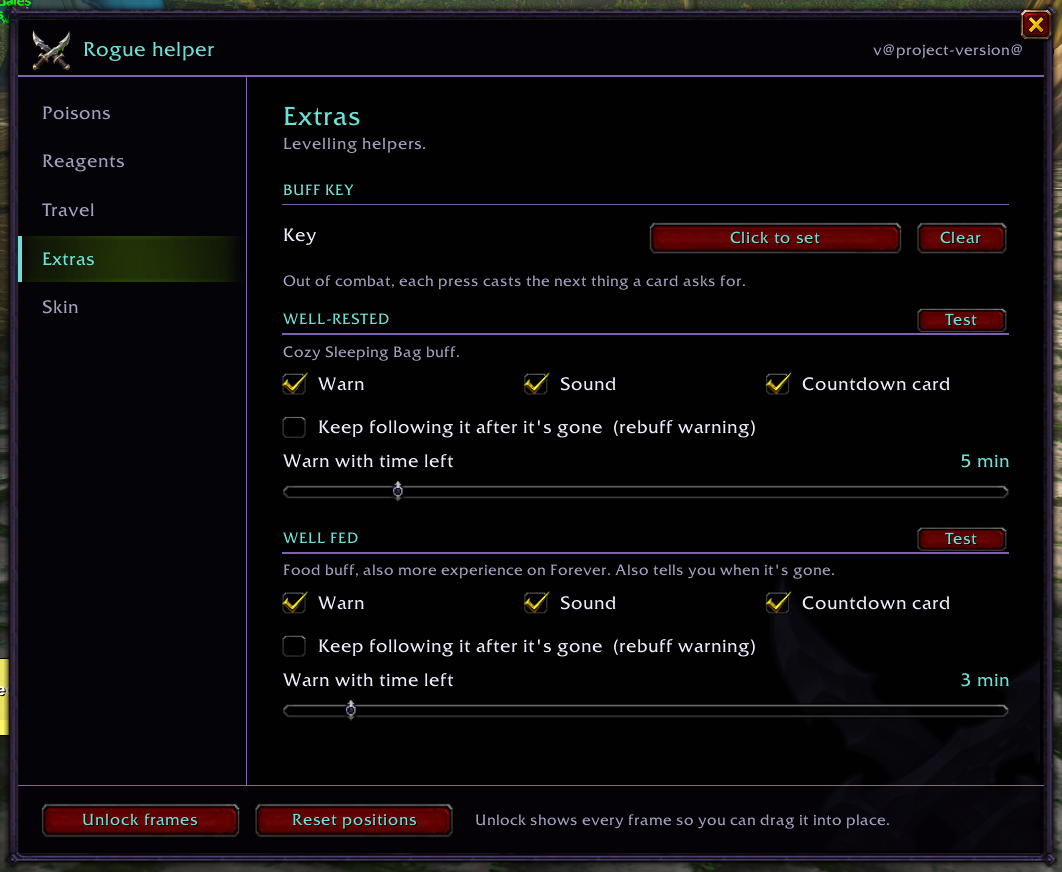 Rogue helper
v@project-version@
Poisons
Reagents
Travel
Extras
Skin
Extras
Levelling helpers.
BUFF KEY
Key
Click to set
Clear
Out of combat, each press casts the next thing a card asks for.
WELL-RESTED
Test
Cozy Sleeping Bag buff.
Warn
Sound
Countdown card
Keep following it after it's gone (rebuff warning)
Warn with time left
5 min
WELL FED
Test
Food buff, also more experience on Forever. Also tells you when it's gone.
Warn
Sound
Countdown card
Keep following it after it's gone (rebuff warning)
Warn with time left
3 min
Unlock frames
Reset positions
Unlock shows every frame so you can drag it into place.